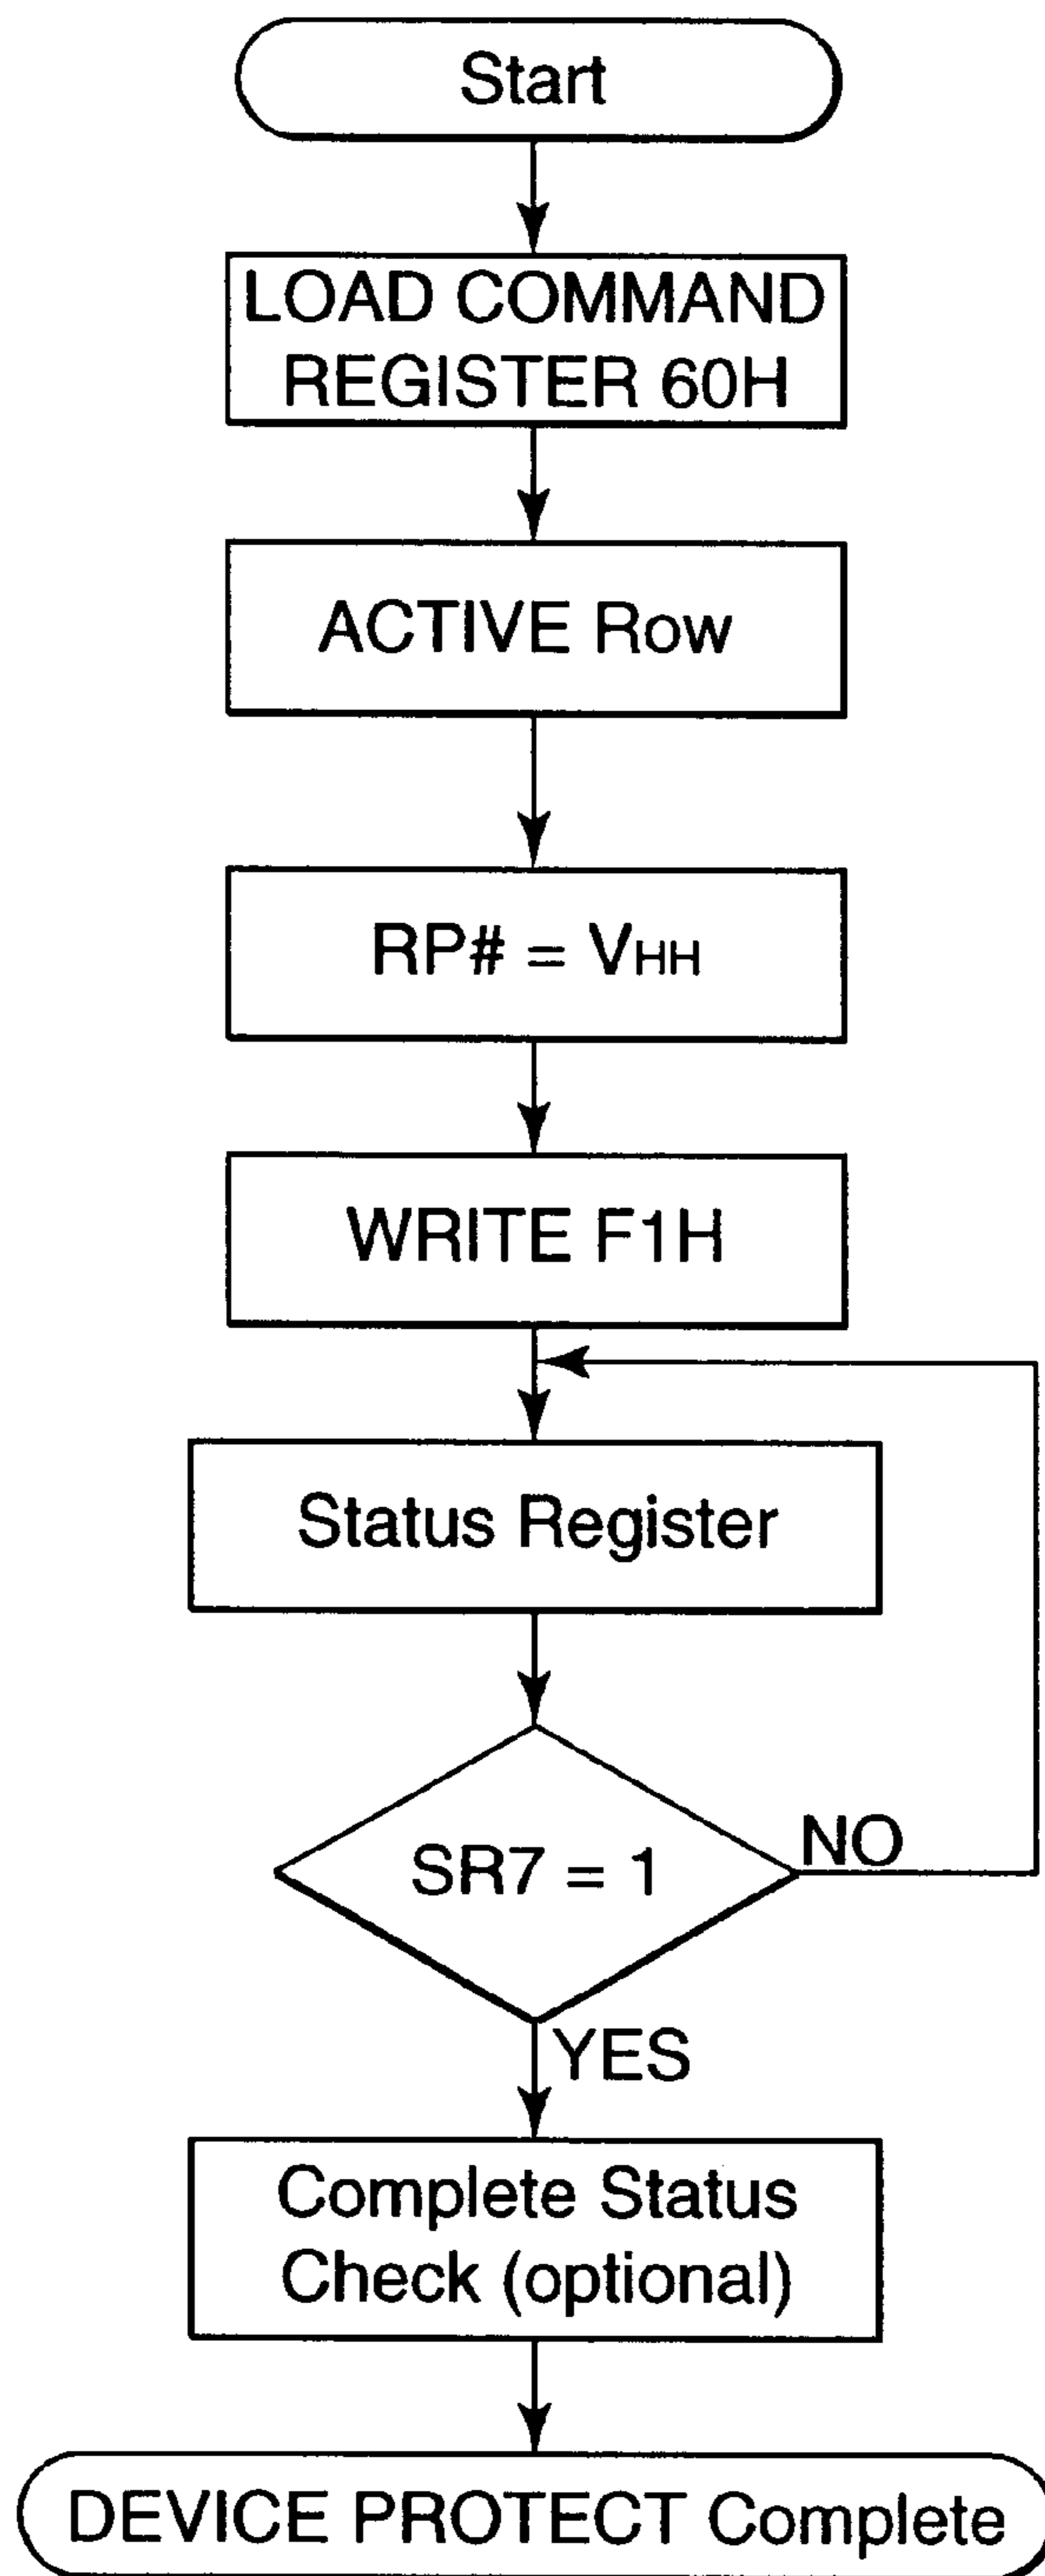 Start
LOAD COMMAND
REGISTER 60H
ACTIVE Row
RP# = VHH
WRITE F1H
Status Register
SR7 = 1
NO
YES
Complete Status
Check (optional)
DEVICE PROTECT Complete